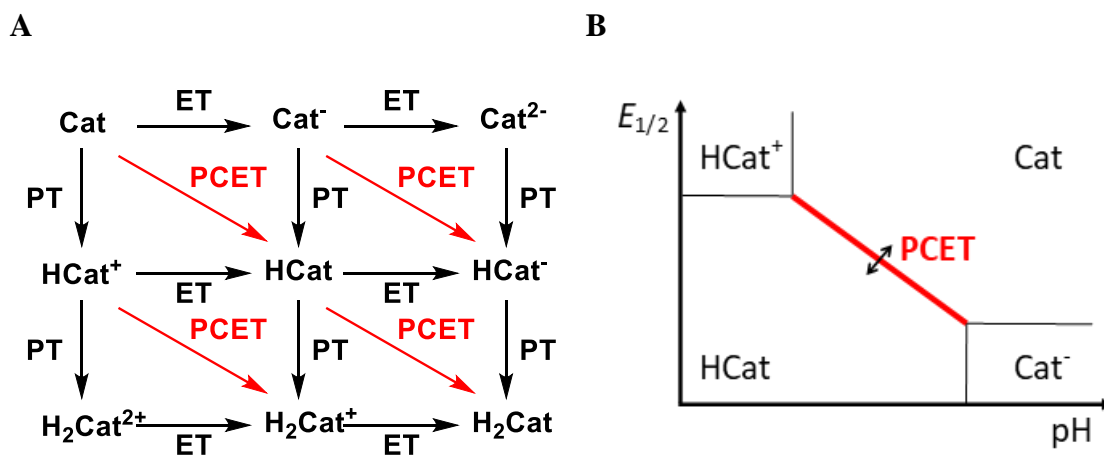 A
B
ET ET
Cat Cat- Cat2-
PCET PCET
PT PT PT
HCat+ HCat HCat-
ET ET
PCET PCET
PT PT PT
H2Cat2+ H2Cat+ H2Cat
ET ET
E1/2
HCat+ Cat
PCET
HCat Cat-
pH